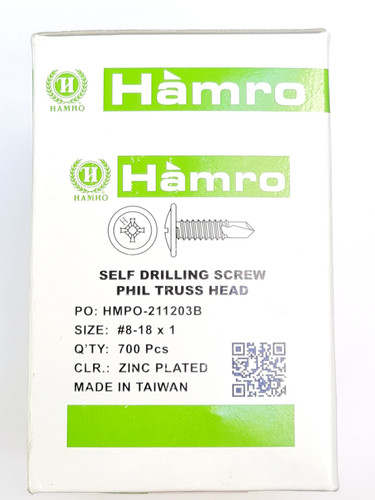 H
HAMRO
Hàmro
H
HAMRO
Hàmro
SELF DRILLING SCREW
PHIL TRUSS HEAD
PO: HMPO-211203B
SIZE: #8-18 x 1
Q'TY: 700 Pcs
CLR.: ZINC PLATED
MADE IN TAIWAN